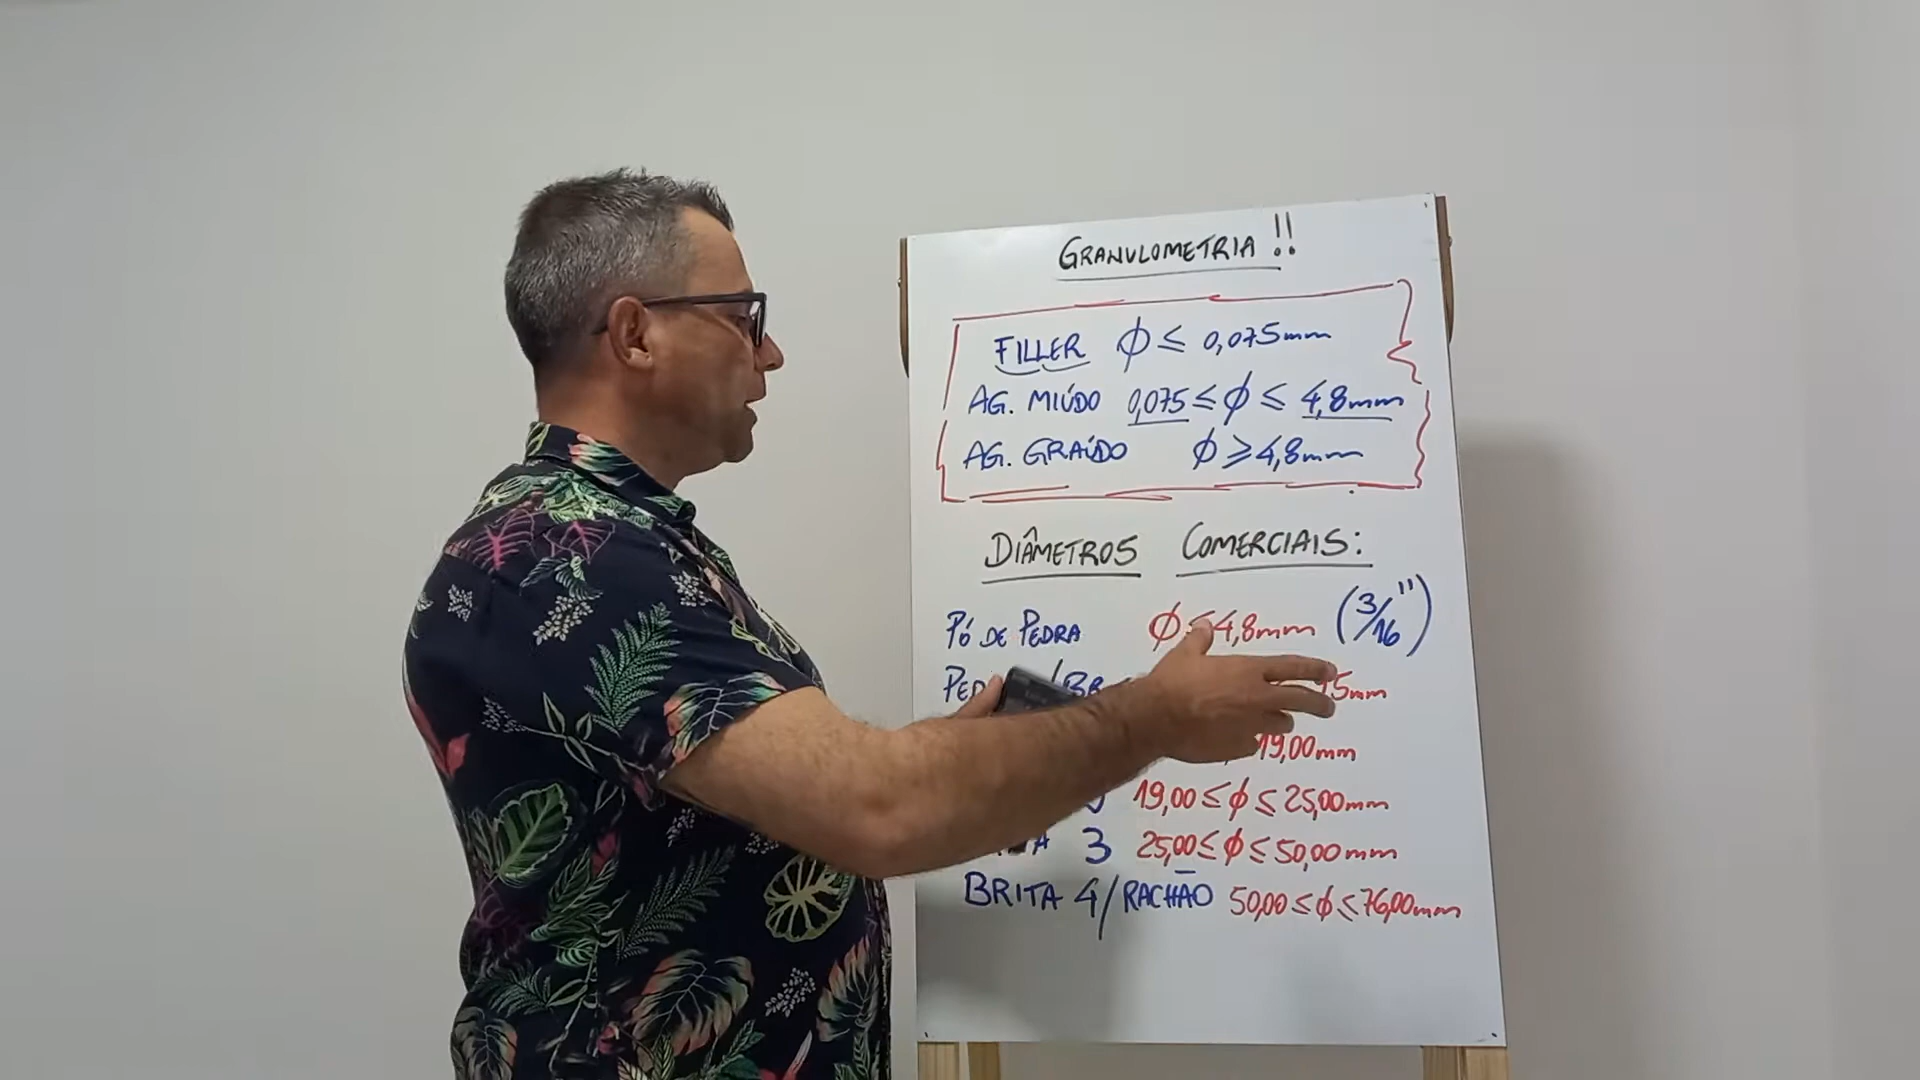 GRANULOMETRIA !!
FILLER ϕ ≤ 0,075mm
AG. MIÚDO 0,075 ≤ ϕ ≤ 4,8mm
AG. GRAÚDO ϕ ≥ 4,8mm
DIÂMETROS COMERCIAIS:
PÓ DE PEDRA ϕ ≤ 4,8mm (3/16")
19,00mm
19,00 ≤ ϕ ≤ 25,00mm
3 25,00 ≤ ϕ ≤ 50,00mm
BRITA 4/RACHÃO 50,00 ≤ ϕ ≤ 76,00mm